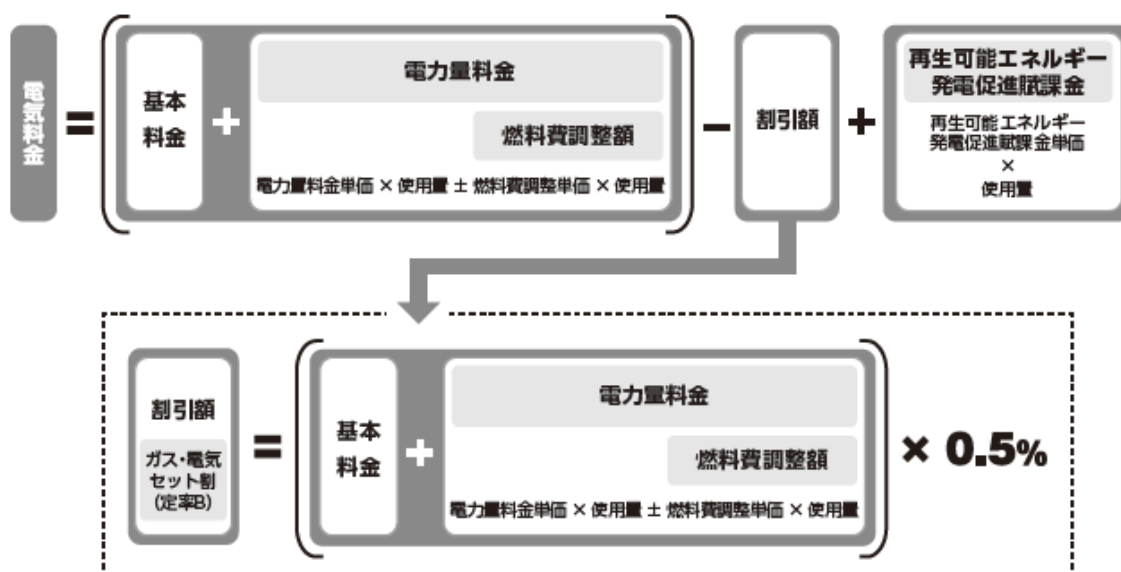 電気料金
=
基本
料金
+
電力量料金
燃料費調整額
電力量料金単価 × 使用量 ± 燃料費調整単価 × 使用量
−
割引額
+
再生可能エネルギー
発電促進賦課金
再生可能エネルギー
発電促進賦課金単価
×
使用量
割引額
ガス・電気
セット割
(定率B)
=
基本
料金
+
電力量料金
燃料費調整額
電力量料金単価 × 使用量 ± 燃料費調整単価 × 使用量
× 0.5%